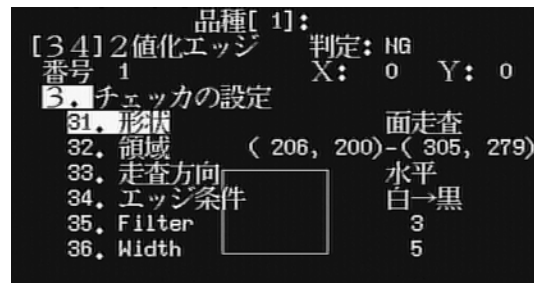 品種[ 1]:
[34]2値化エッジ 判定: NG
番号 1 X: 0 Y: 0
3. チェッカの設定
31. 形状 面走査
32. 領域 ( 206, 200)-( 305, 279)
33. 走査方向 水平
34. エッジ条件 白→黒
35. Filter 3
36. Width 5